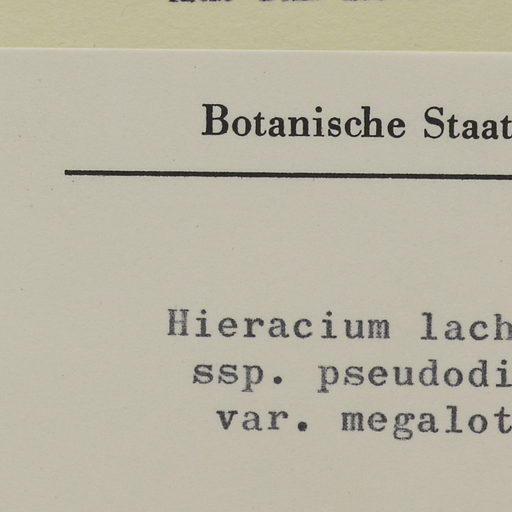 Botanische Staat
Hieracium lach
ssp. pseudodi
var. megalot